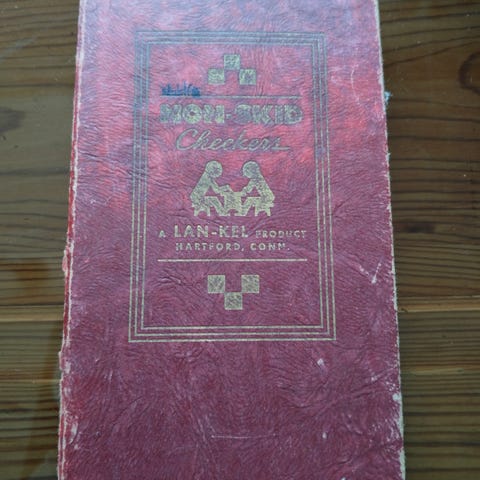 NON-SKID
Checkers
A LAN-KEL PRODUCT
HARTFORD, CONN.